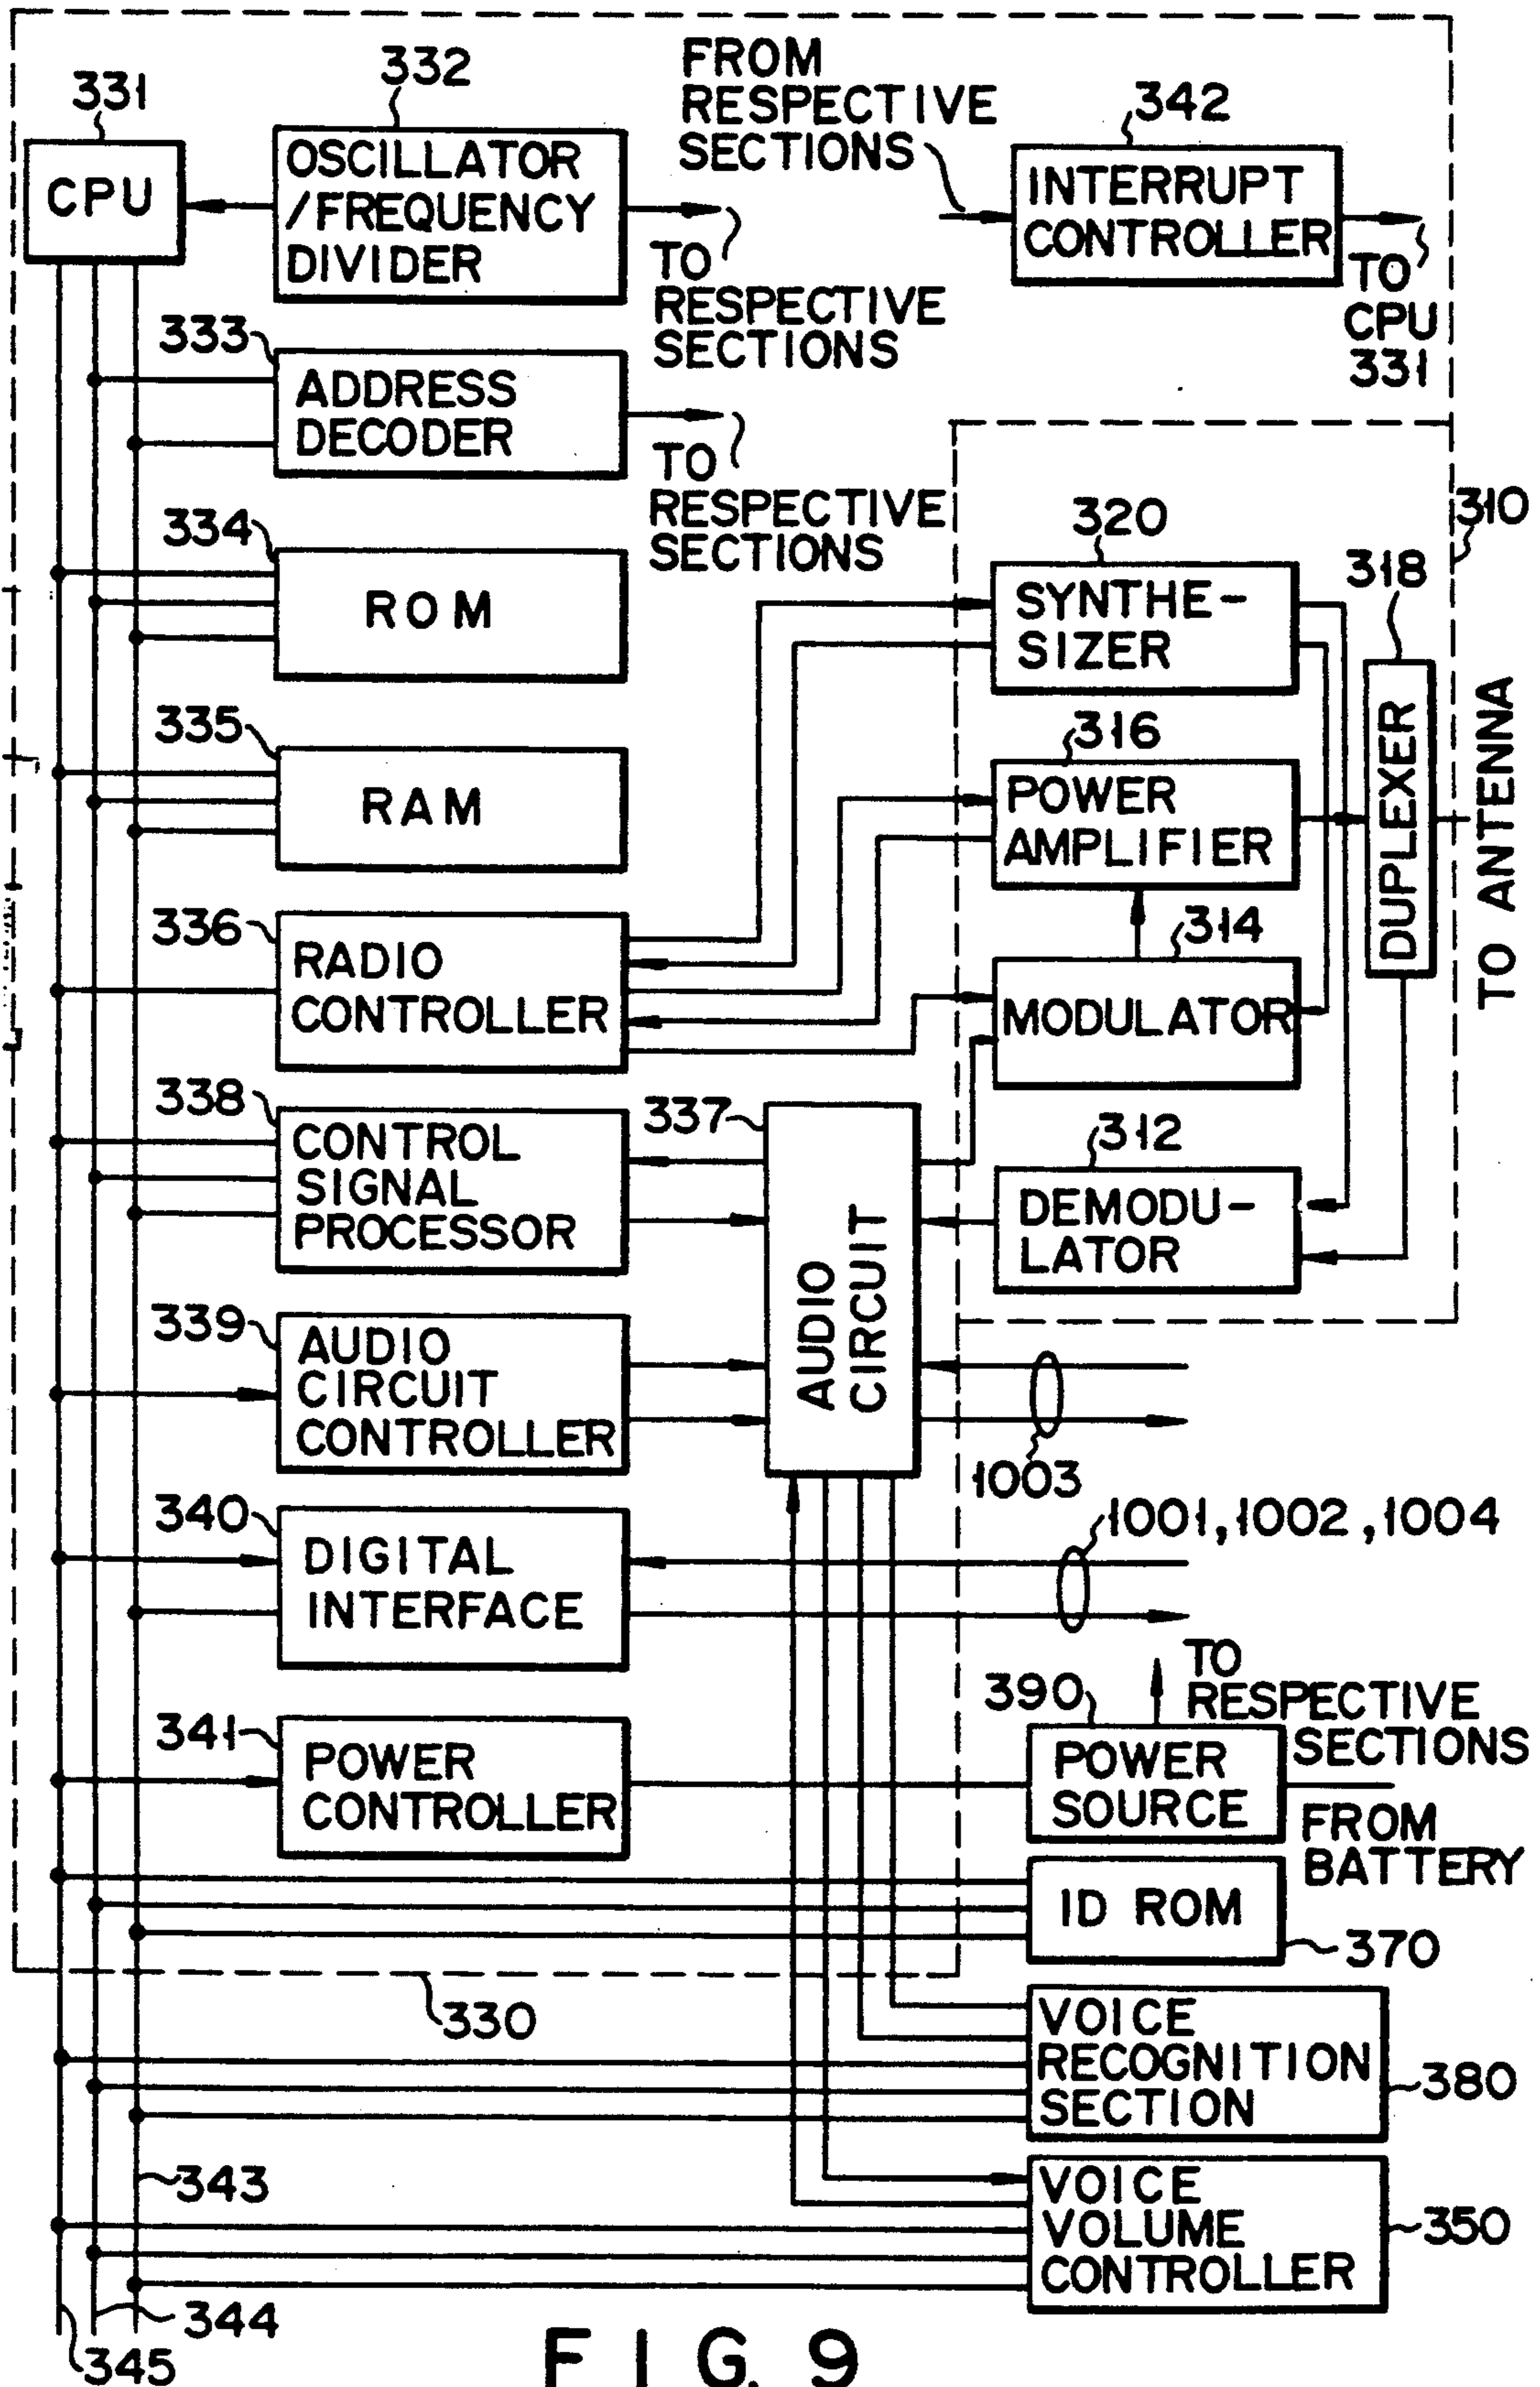 331
CPU
332
OSCILLATOR
/FREQUENCY
DIVIDER
FROM
RESPECTIVE
SECTIONS
TO
RESPECTIVE
SECTIONS
342
INTERRUPT
CONTROLLER
TO
CPU
331
333
ADDRESS
DECODER
TO
RESPECTIVE
SECTIONS
334
ROM
335
RAM
336
RADIO
CONTROLLER
310
320
SYNTHE-
SIZER
318
DUPLEXER
TO ANTENNA
316
POWER
AMPLIFIER
314
MODULATOR
312
DEMODU-
LATOR
338
CONTROL
SIGNAL
PROCESSOR
337
AUDIO
CIRCUIT
339
AUDIO
CIRCUIT
CONTROLLER
1003
340
DIGITAL
INTERFACE
1001, 1002, 1004
341
POWER
CONTROLLER
390
POWER
SOURCE
TO
RESPECTIVE
SECTIONS
FROM
BATTERY
ID ROM
370
330
VOICE
RECOGNITION
SECTION
380
343
VOICE
VOLUME
CONTROLLER
350
344
345
FIG. 9